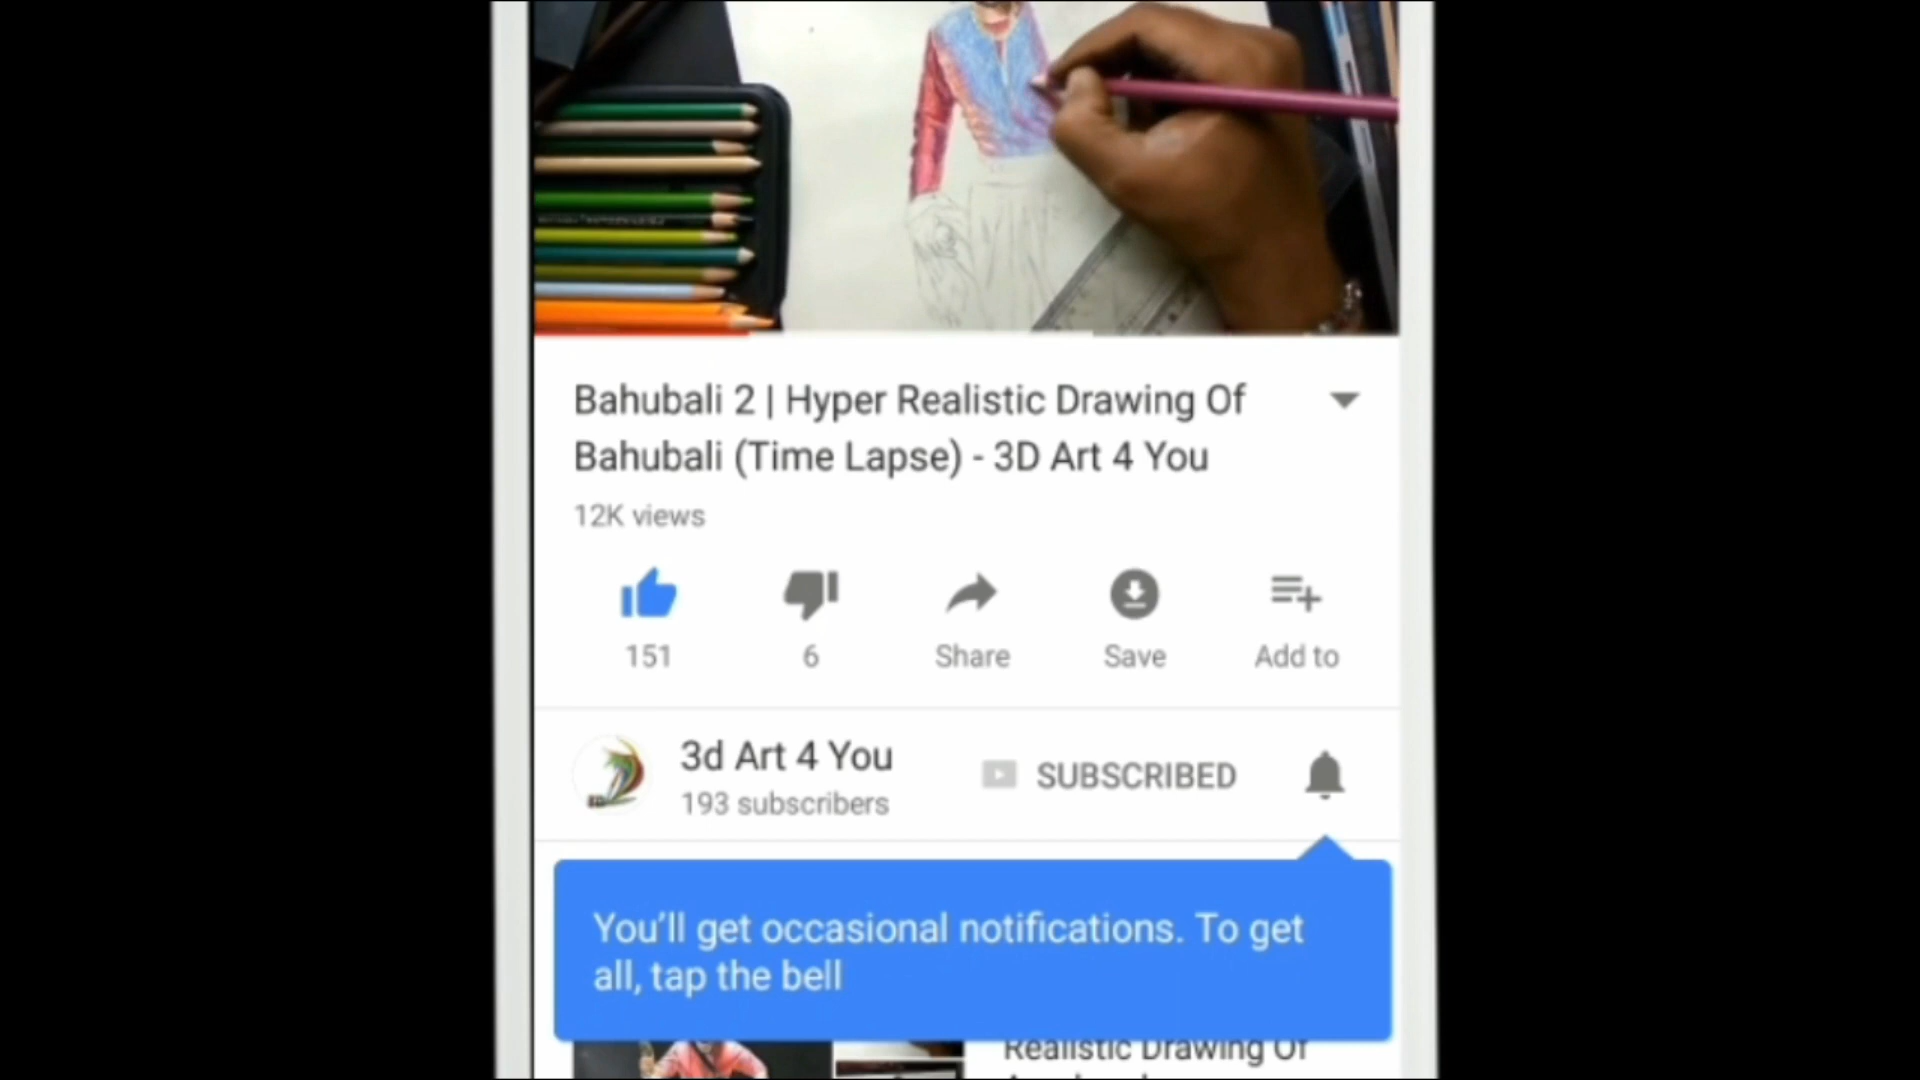 Bahubali 2 | Hyper Realistic Drawing Of
Bahubali (Time Lapse) - 3D Art 4 You
12K views
151
6
Share
Save
Add to
3d Art 4 You
193 subscribers
SUBSCRIBED
You’ll get occasional notifications. To get
all, tap the bell
Realistic Drawing Of